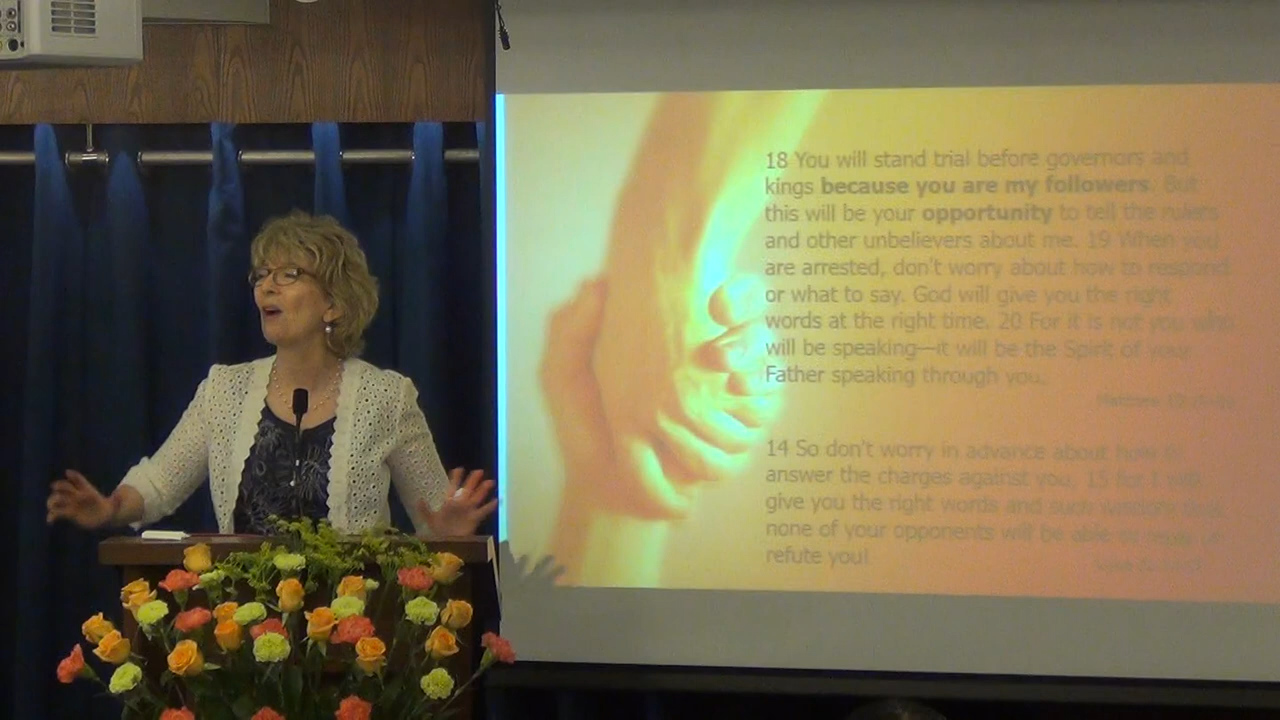 18 You will stand trial before governors and
kings because you are my followers. But
this will be your opportunity to tell the rulers
and other unbelievers about me. 19 When you
are arrested, don't worry about how to respond
or what to say. God will give you the right
words at the right time. 20 For it is not you who
will be speaking—it will be the Spirit of your
Father speaking through you.
Matthew
14 So don't worry in advance about how to
answer the charges against you, 15 for I will
give you the right words and such wisdom that
none of your opponents will be able to
refute you!